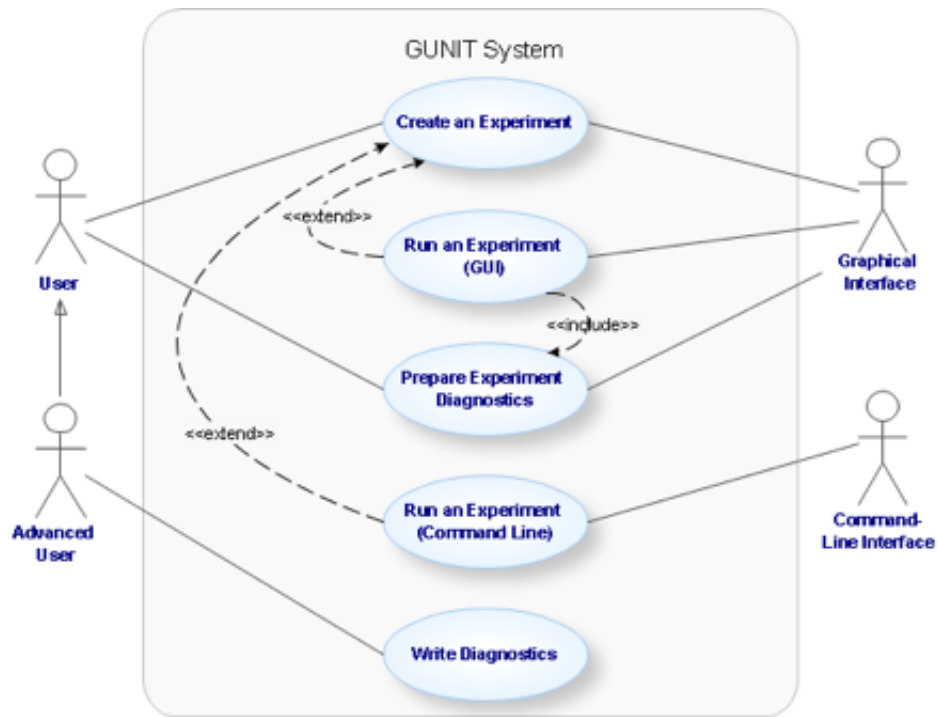 GUNIT System
Create an Experiment
<<extend>>
Run an Experiment
(GUI)
User
Graphical
Interface
<<include>>
Prepare Experiment
Diagnostics
<<extend>>
Run an Experiment
(Command Line)
Advanced
User
Command-
Line Interface
Write Diagnostics